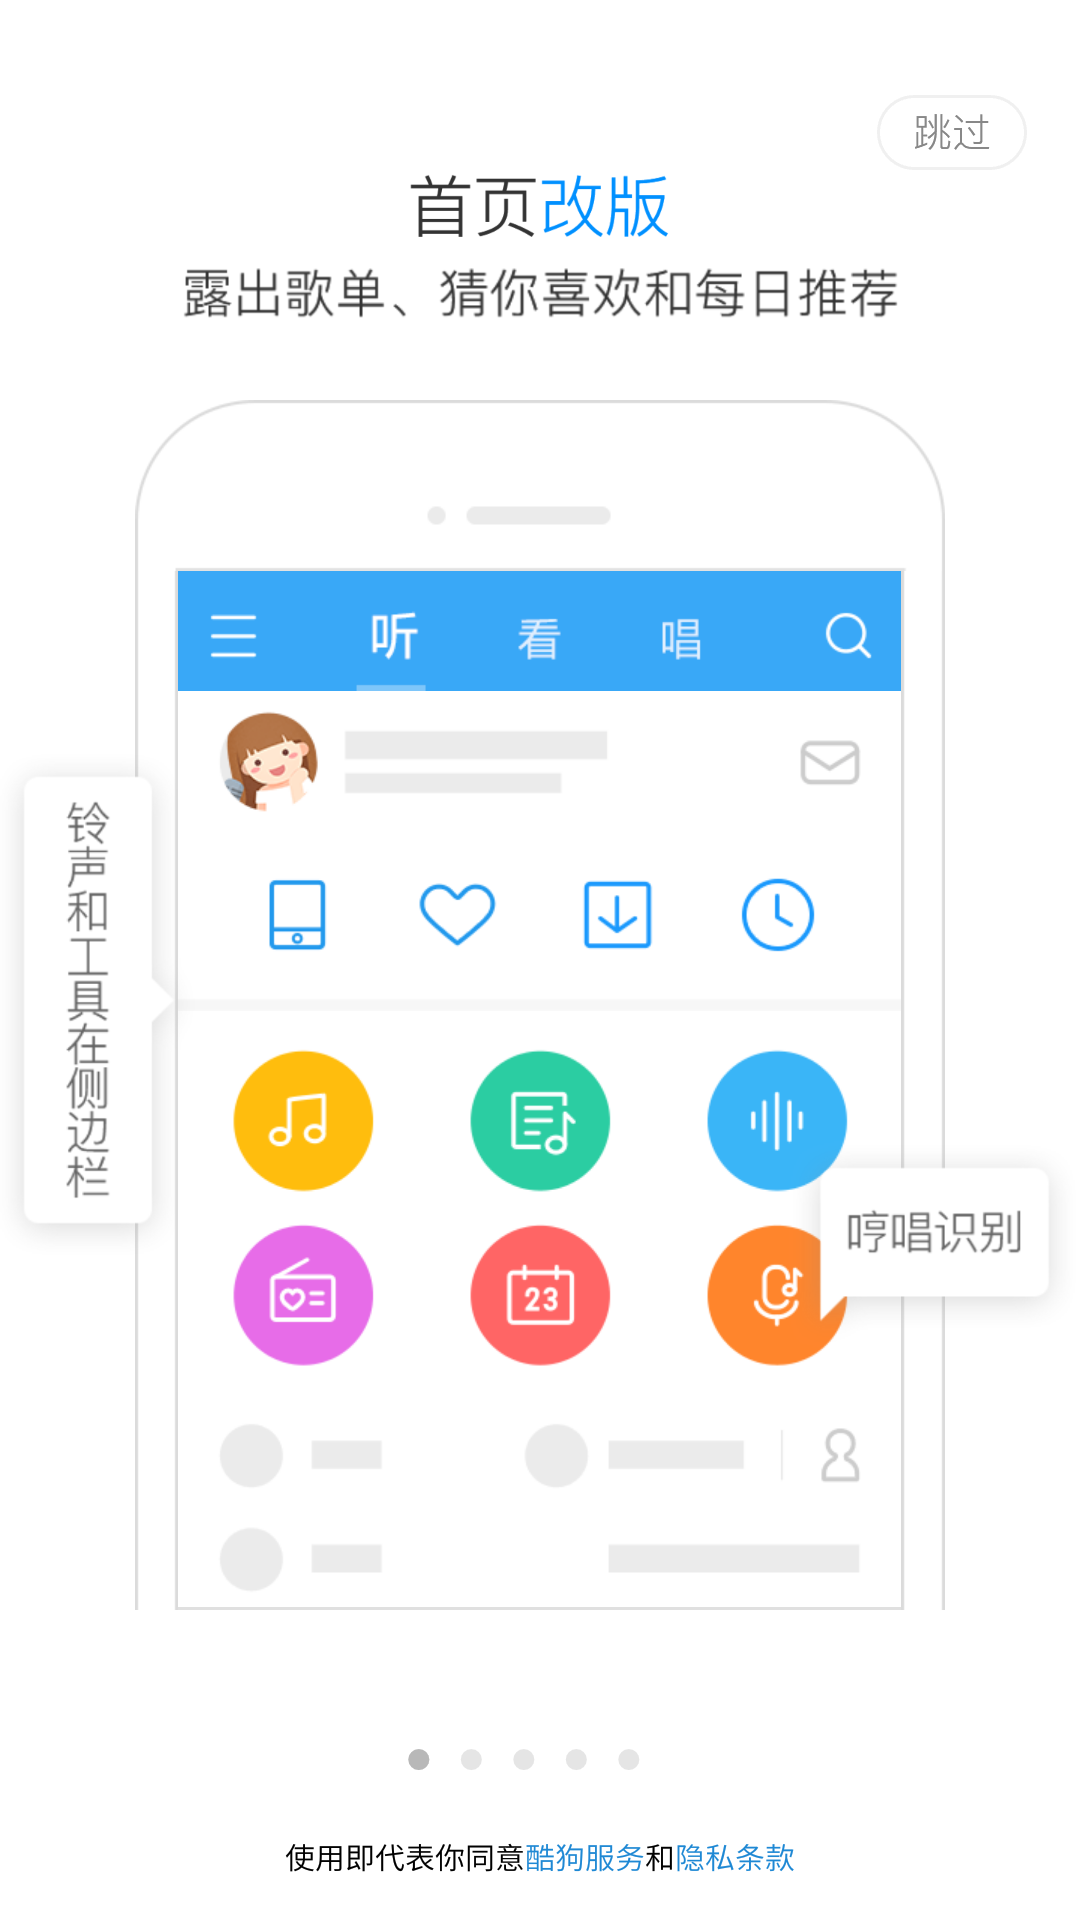 跳过
首页改版
露出歌单、猜你喜欢和每日推荐
听 看 唱
铃声和工具在侧边栏
哼唱识别
23
使用即代表你同意酷狗服务和隐私条款